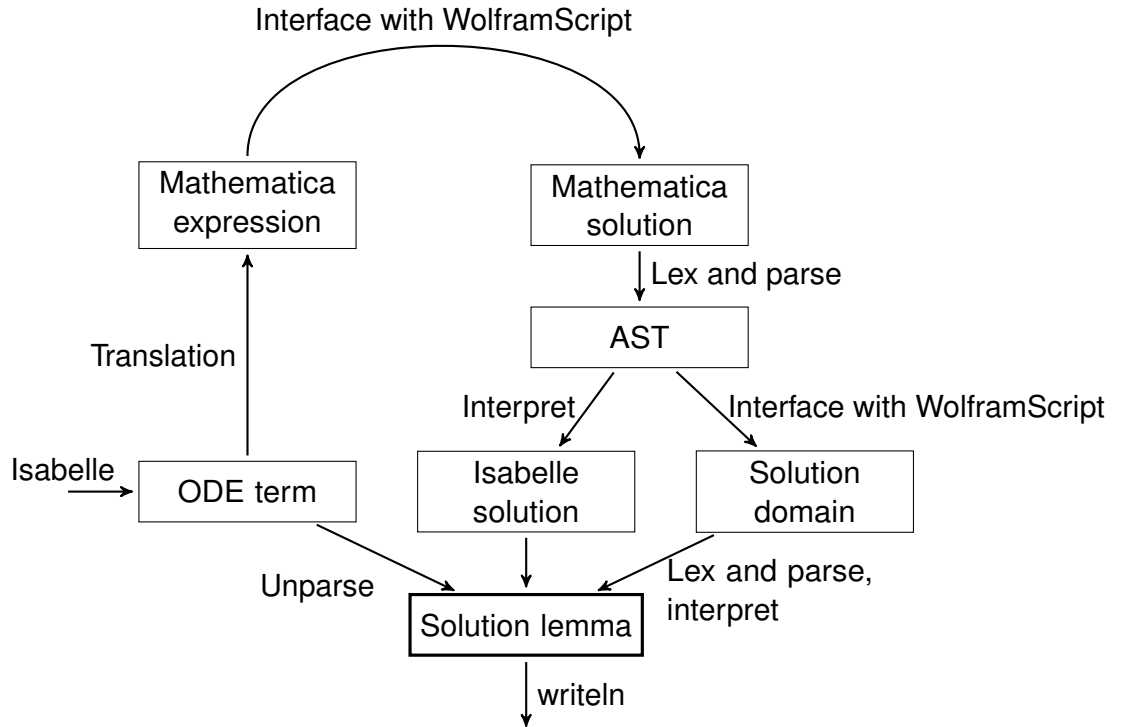 Interface with WolframScript
Mathematica
expression
Mathematica
solution
Lex and parse
AST
Translation
Interpret
Interface with WolframScript
Isabelle
ODE term
Isabelle
solution
Solution
domain
Unparse
Lex and parse,
interpret
Solution lemma
writeln